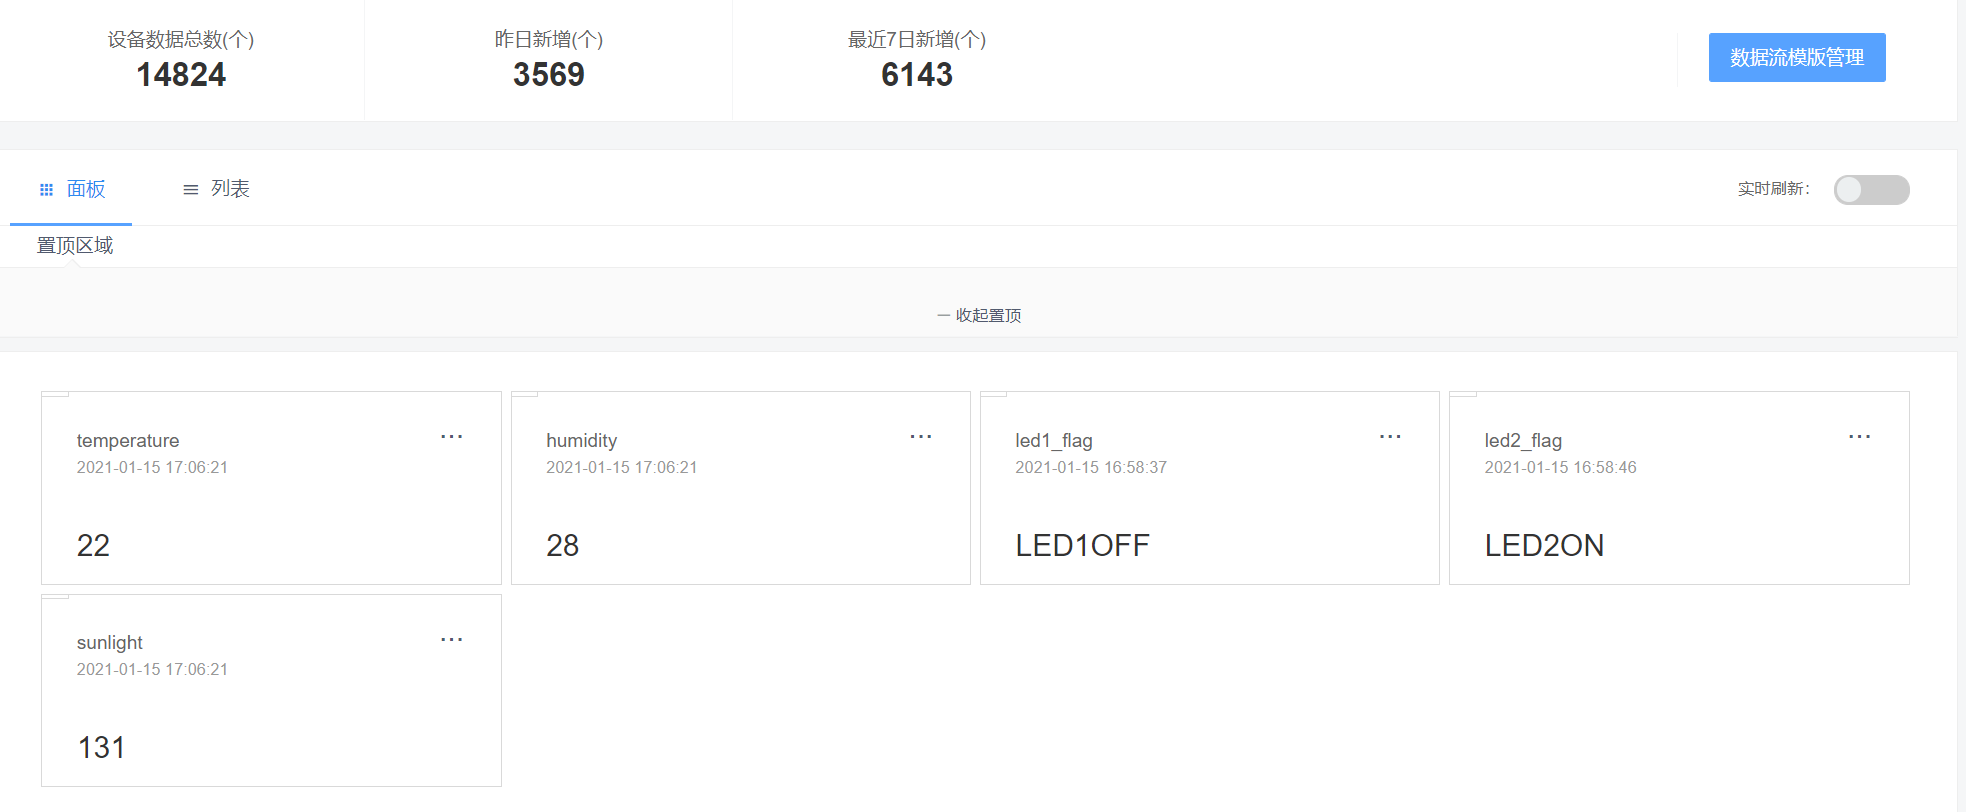 设备数据总数(个)
14824
昨日新增(个)
3569
最近7日新增(个)
6143
数据流模版管理
面板
列表
实时刷新：
置顶区域
收起置顶
temperature
2021-01-15 17:06:21
22
humidity
2021-01-15 17:06:21
28
led1_flag
2021-01-15 16:58:37
LED1OFF
led2_flag
2021-01-15 16:58:46
LED2ON
sunlight
2021-01-15 17:06:21
131